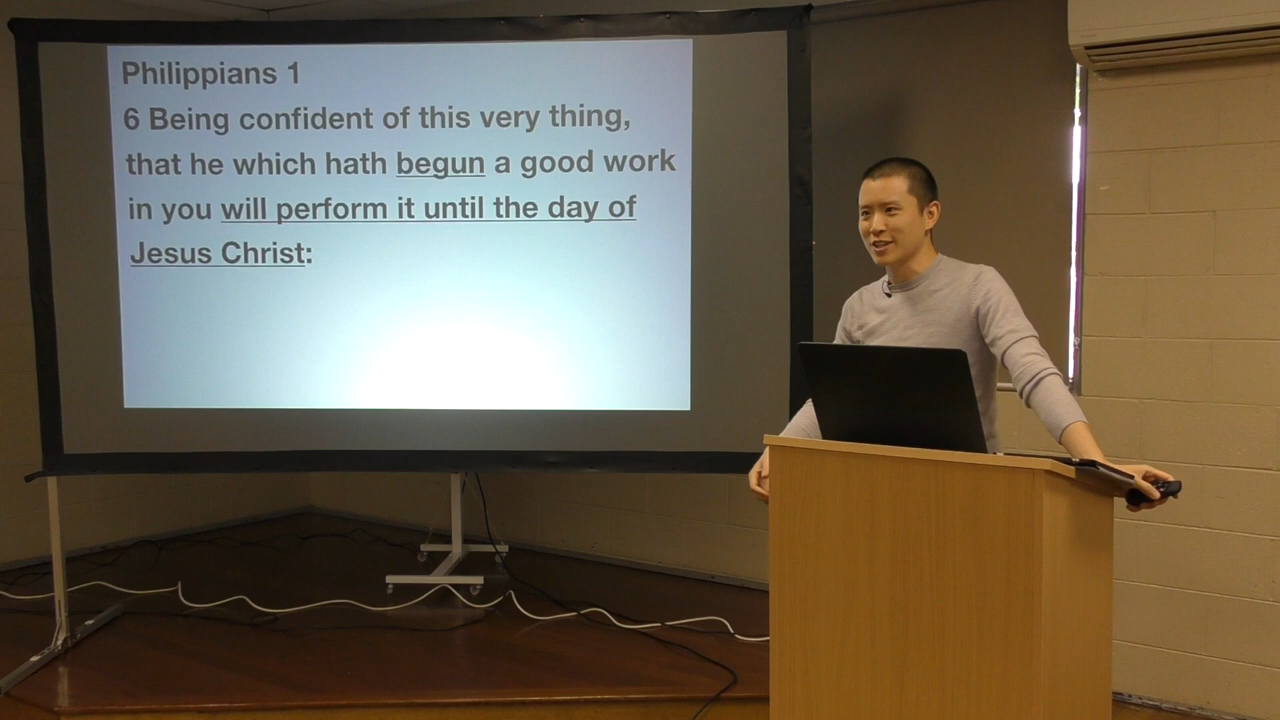 Philippians 1
6 Being confident of this very thing,
that he which hath begun a good work
in you will perform it until the day of
Jesus Christ: